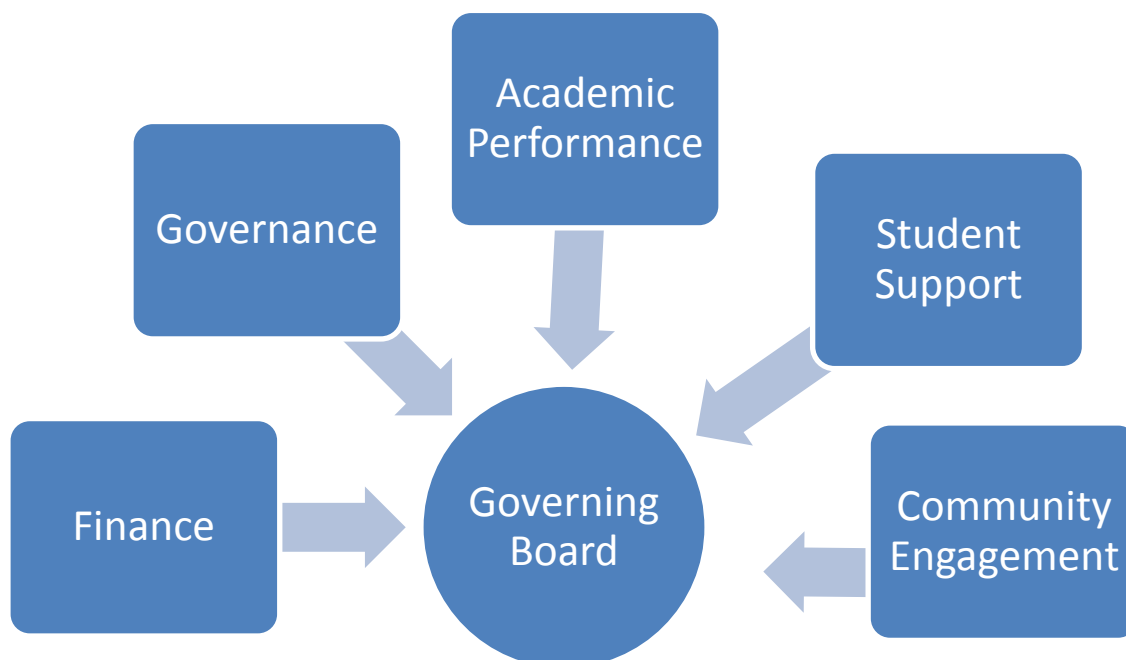 Academic
Performance
Governance
Student
Support
Finance
Governing
Board
Community
Engagement